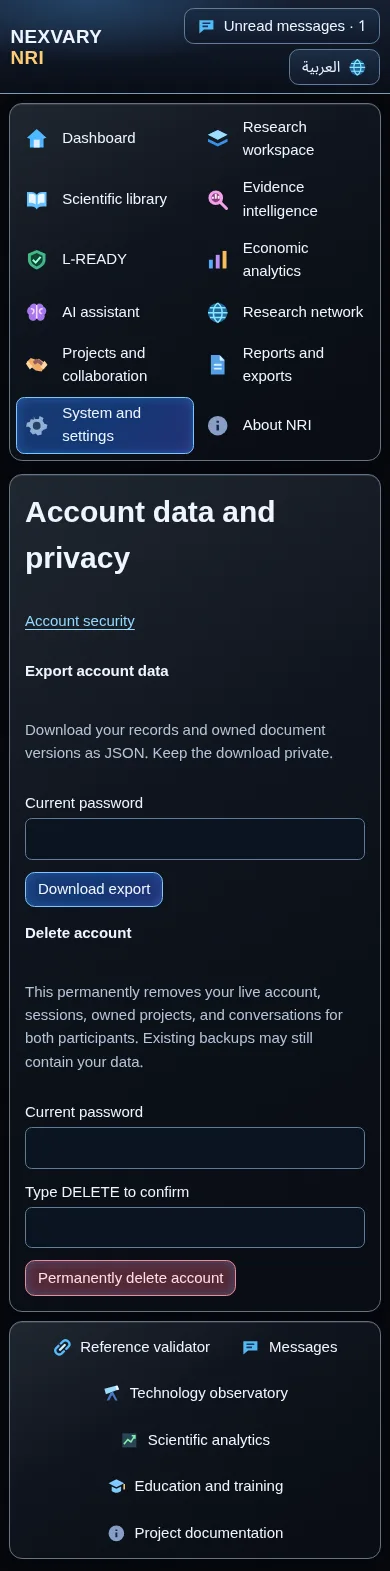 NEXVARY
NRI
Unread messages · 1
العربية
Dashboard
Research
workspace
Scientific library
Evidence
intelligence
L-READY
Economic
analytics
AI assistant
Research network
Projects and
collaboration
Reports and
exports
System and
settings
About NRI
Account data and
privacy
Account security
Export account data
Download your records and owned document
versions as JSON. Keep the download private.
Current password
Download export
Delete account
This permanently removes your live account,
sessions, owned projects, and conversations for
both participants. Existing backups may still
contain your data.
Current password
Type DELETE to confirm
Permanently delete account
Reference validator
Messages
Technology observatory
Scientific analytics
Education and training
Project documentation